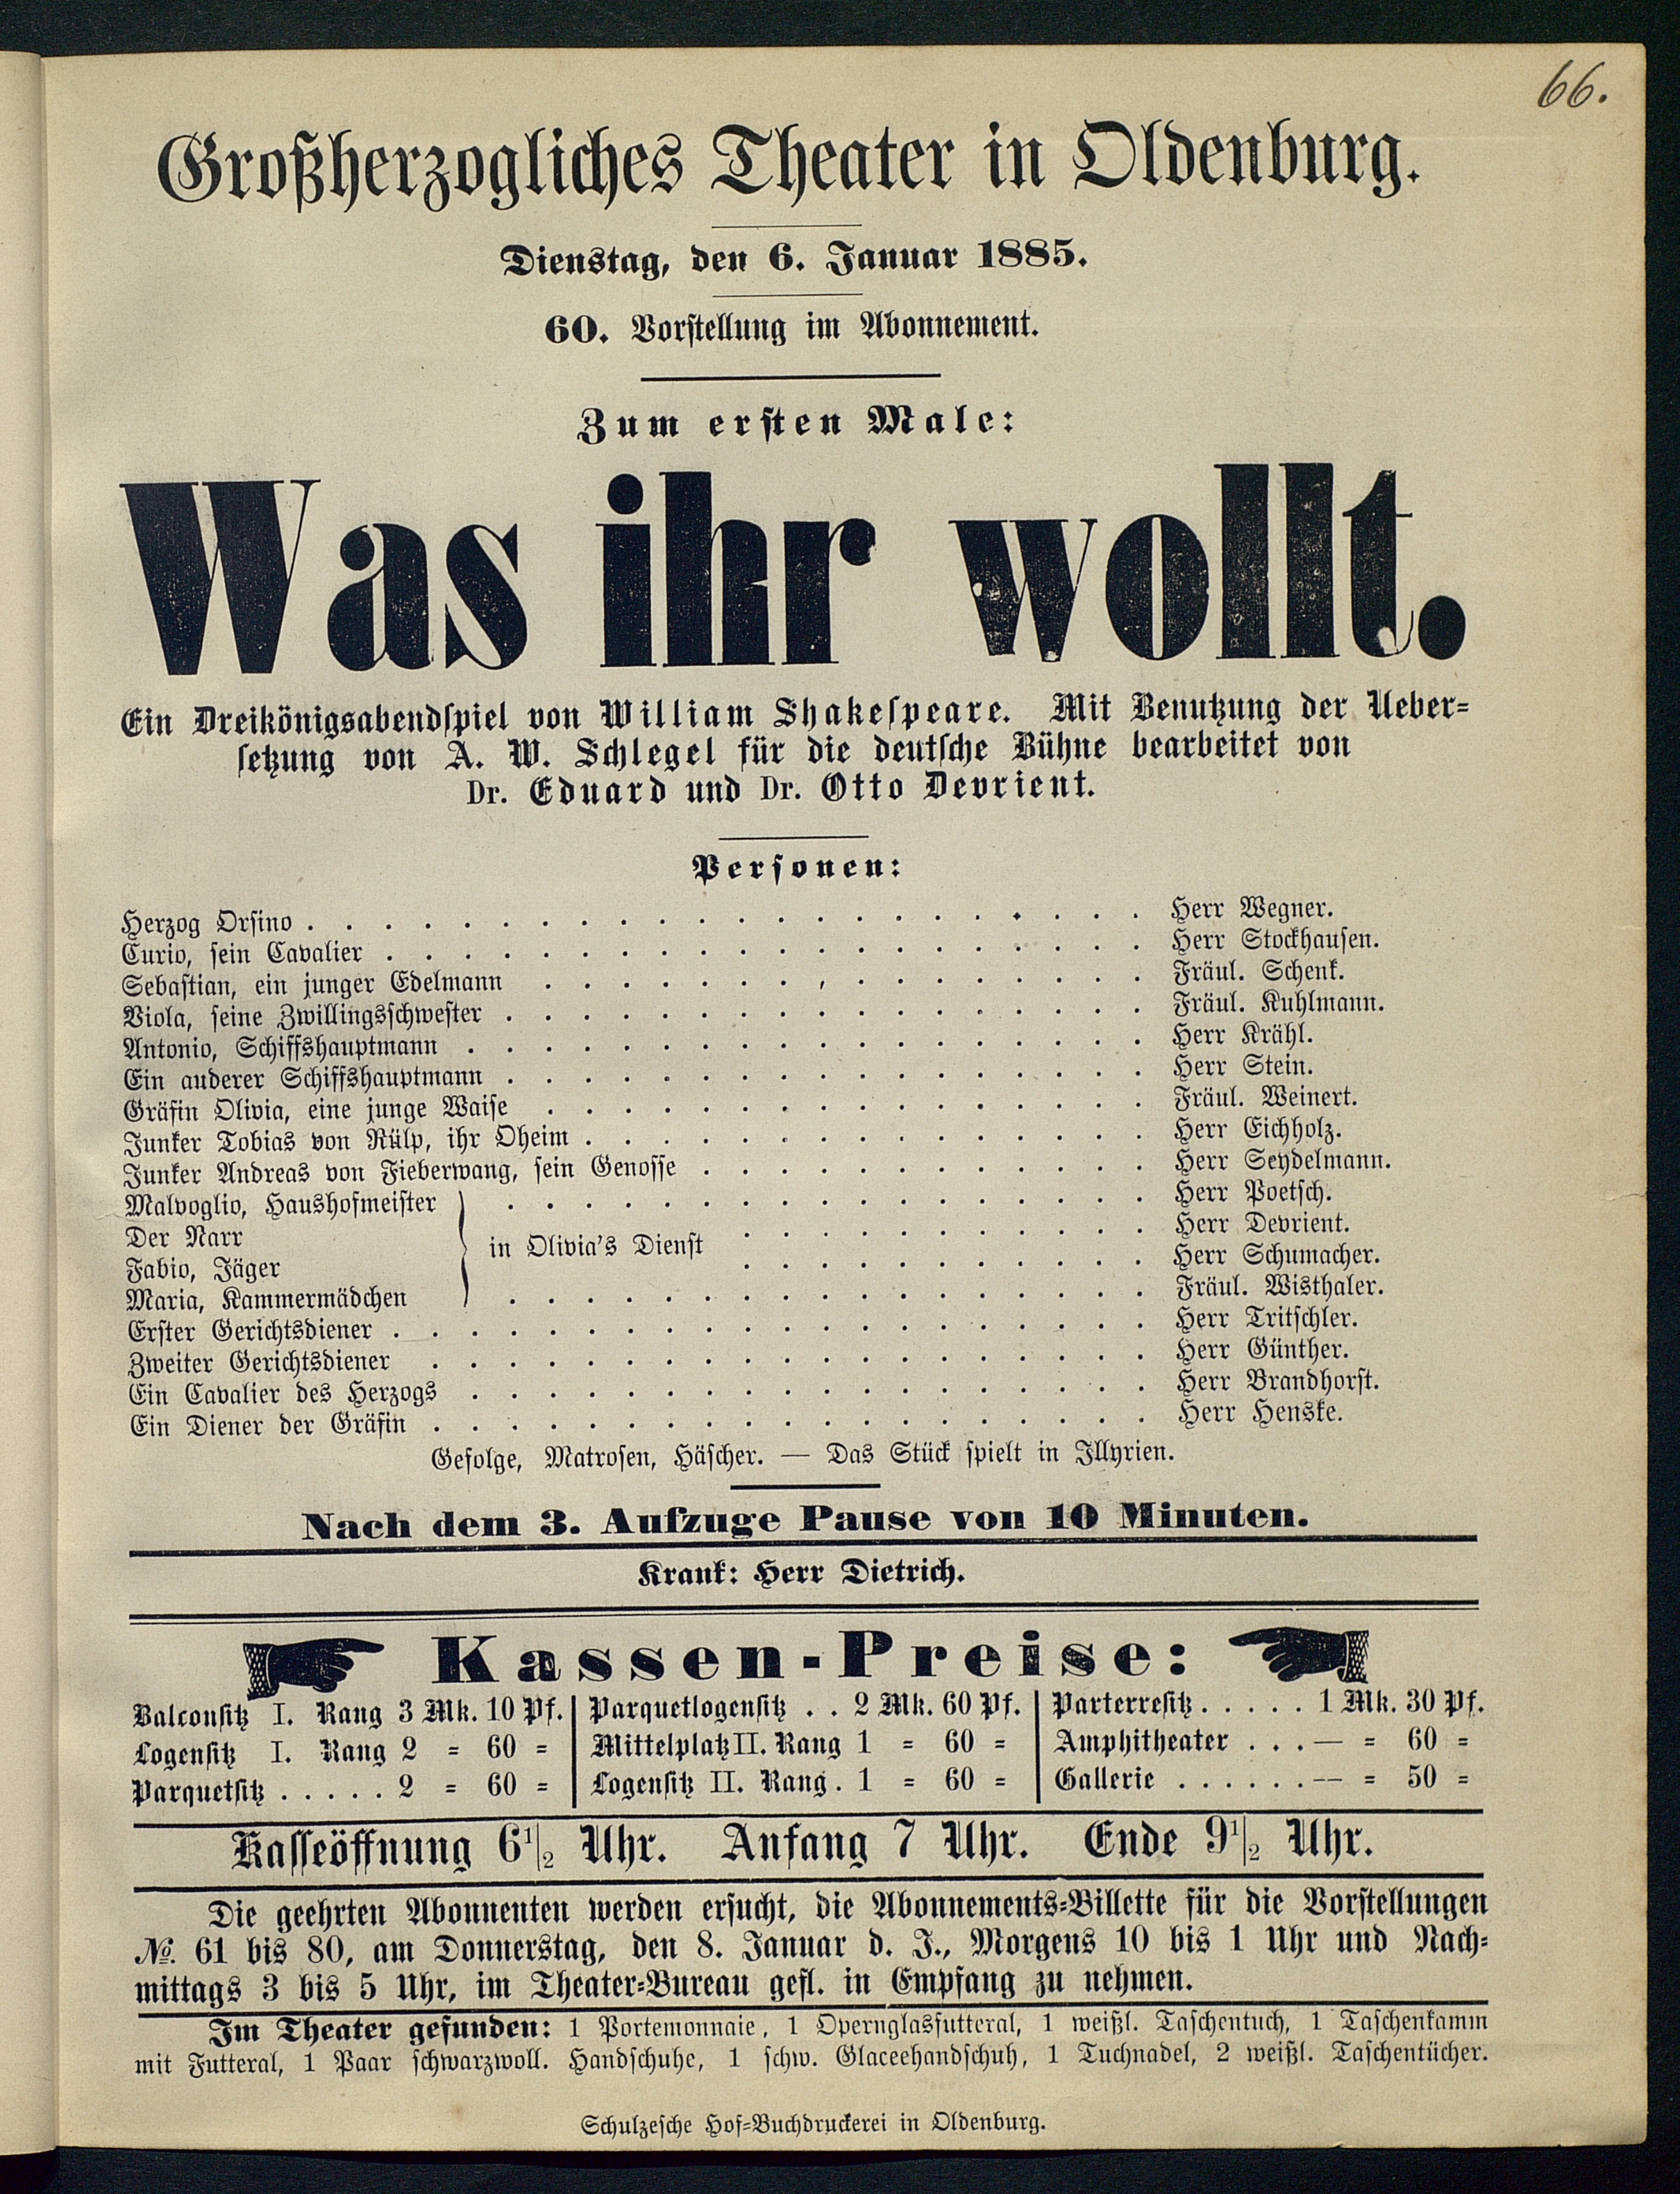 66.
Großherzogliches Theater in Oldenburg.
Dienstag, den 6. Januar 1885.
60. Vorstellung im Abonnement.
Zum ersten Male:
Was ihr wollt.
Ein Dreikönigsabendspiel von William Shakespeare. Mit Benutzung der Ueber-
setzung von A. W. Schlegel für die deutsche Bühne bearbeitet von
Dr. Eduard und Dr. Otto Devrient.
Personen:
Herzog Orsino . . . . . . . . . . Herr Wegner.
Curio, sein Cavalier . . . . . . . . . . Herr Stockhausen.
Sebastian, ein junger Edelmann . . . . . . . . . . Fräul. Schenk.
Viola, seine Zwillingsschwester . . . . . . . . . . Fräul. Kuhlmann.
Antonio, Schiffshauptmann . . . . . . . . . . Herr Krähl.
Ein anderer Schiffshauptmann . . . . . . . . . . Herr Stein.
Gräfin Olivia, eine junge Waise . . . . . . . . . . Fräul. Weinert.
Junker Tobias von Rülp, ihr Oheim . . . . . . . . . . Herr Eichholz.
Junker Andreas von Fieberwang, sein Genosse . . . . . . . . . . Herr Seydelmann.
Malvoglio, Haushofmeister . . . . . . . . . . Herr Poetsch.
Der Narr . . . . . . . . . . Herr Devrient.
in Olivia's Dienst
Fabio, Jäger . . . . . . . . . . Herr Schumacher.
Maria, Kammermädchen . . . . . . . . . . Fräul. Wisthaler.
Erster Gerichtsdiener . . . . . . . . . . Herr Tritschler.
Zweiter Gerichtsdiener . . . . . . . . . . Herr Günther.
Ein Cavalier des Herzogs . . . . . . . . . . Herr Brandhorst.
Ein Diener der Gräfin . . . . . . . . . . Herr Henske.
Gefolge, Matrosen, Häscher. — Das Stück spielt in Illyrien.
Nach dem 3. Aufzuge Pause von 10 Minuten.
Krank: Herr Dietrich.
Kassen-Preise:
Balconsitz I. Rang 3 Mk. 10 Pf. | Parquetlogensitz . . 2 Mk. 60 Pf. | Parterresitz . . . . . 1 Mk. 30 Pf.
Logensitz I. Rang 2 = 60 = | Mittelplatz II. Rang 1 = 60 = | Amphitheater . . . — = 60 =
Parquetsitz . . . . . 2 = 60 = | Logensitz II. Rang . 1 = 60 = | Gallerie . . . . . . — = 50 =
Kasseöffnung 6 1/2 Uhr. Anfang 7 Uhr. Ende 9 1/2 Uhr.
Die geehrten Abonnenten werden ersucht, die Abonnements-Billette für die Vorstellungen
No. 61 bis 80, am Donnerstag, den 8. Januar d. J., Morgens 10 bis 1 Uhr und Nach-
mittags 3 bis 5 Uhr, im Theater-Bureau gefl. in Empfang zu nehmen.
Im Theater gefunden: 1 Portemonnaie, 1 Opernglasfutteral, 1 weißl. Taschentuch, 1 Taschenkamm
mit Futteral, 1 Paar schwarzwoll. Handschuhe, 1 schw. Glaceehandschuh, 1 Tuchnadel, 2 weißl. Taschentücher.
Schulzesche Hof-Buchdruckerei in Oldenburg.